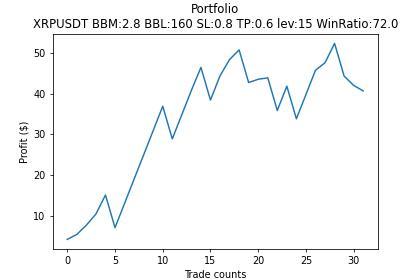 Portfolio
XRPUSDT BBM:2.8 BBL:160 SL:0.8 TP:0.6 lev:15 WinRatio:72.0
50
40
30
20
10
Profit ($)
0 5 10 15 20 25 30
Trade counts